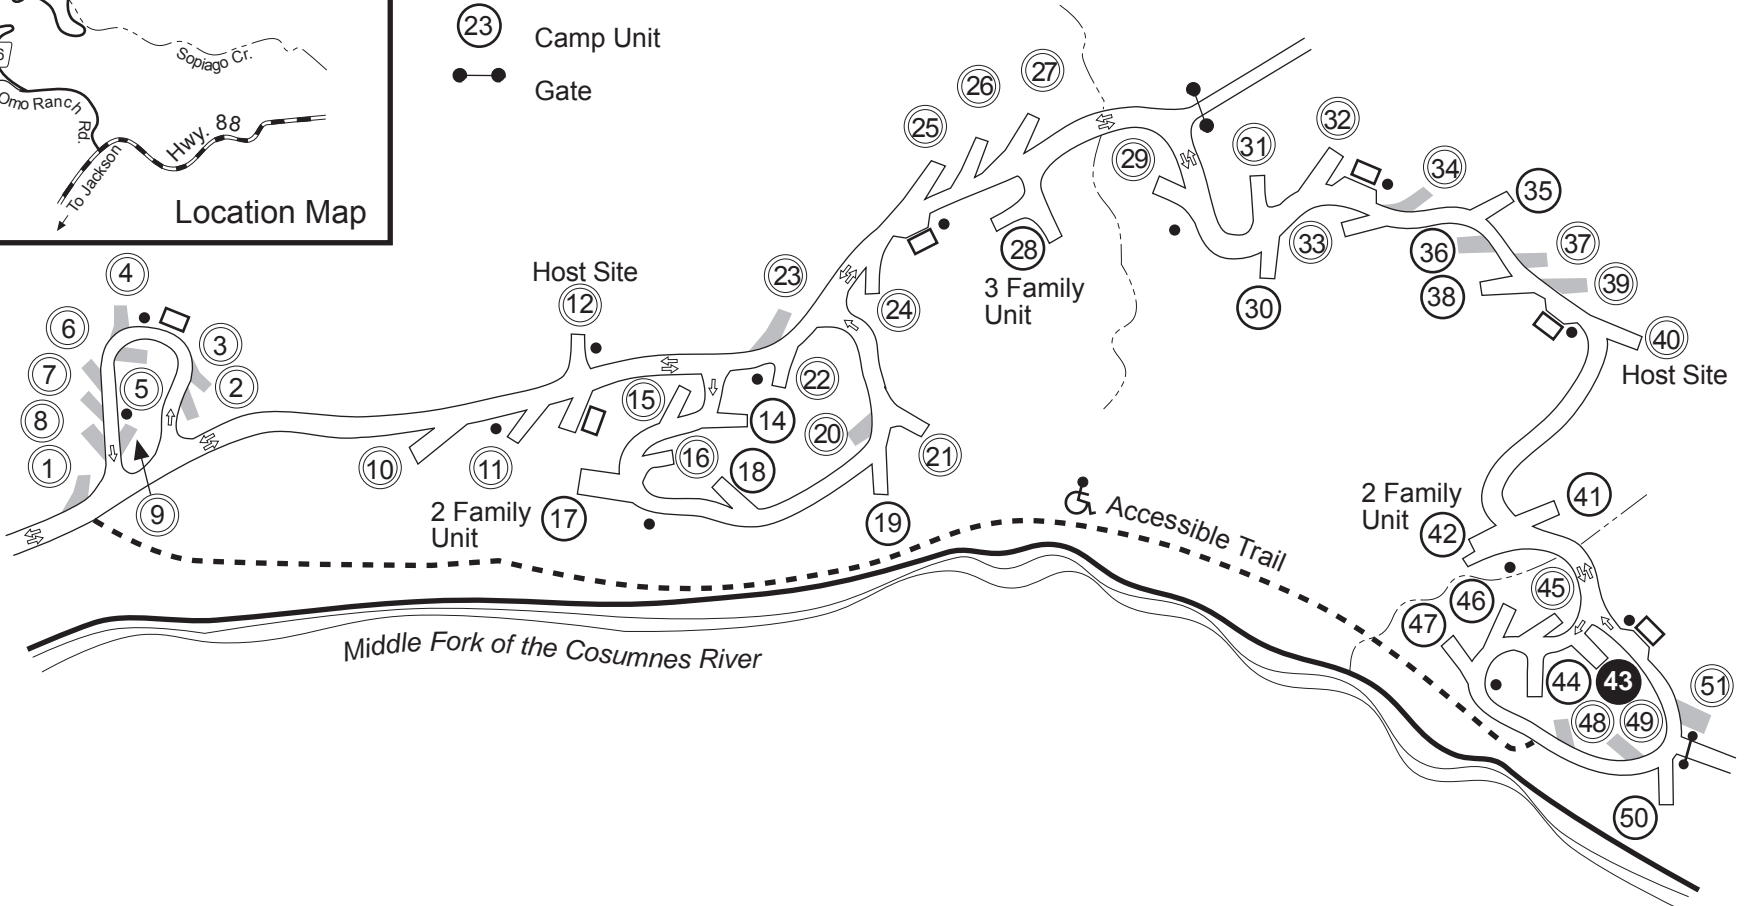 Sopiago Cr.
6
Omo Ranch
Rd.
Hwy. 88
To Jackson
Location Map
23
Camp Unit
Gate
27
26
25
32
31
29
34
35
28
3 Family
Unit
33
36
37
30
38
39
40
Host Site
4
Host Site
12
23
24
6
3
7
5
2
8
15
22
14
1
10
11
16
18
20
21
9
2 Family
Unit
17
19
Accessible Trail
2 Family
Unit
41
42
45
46
47
44
43
51
48
49
50
Middle Fork of the Cosumnes River